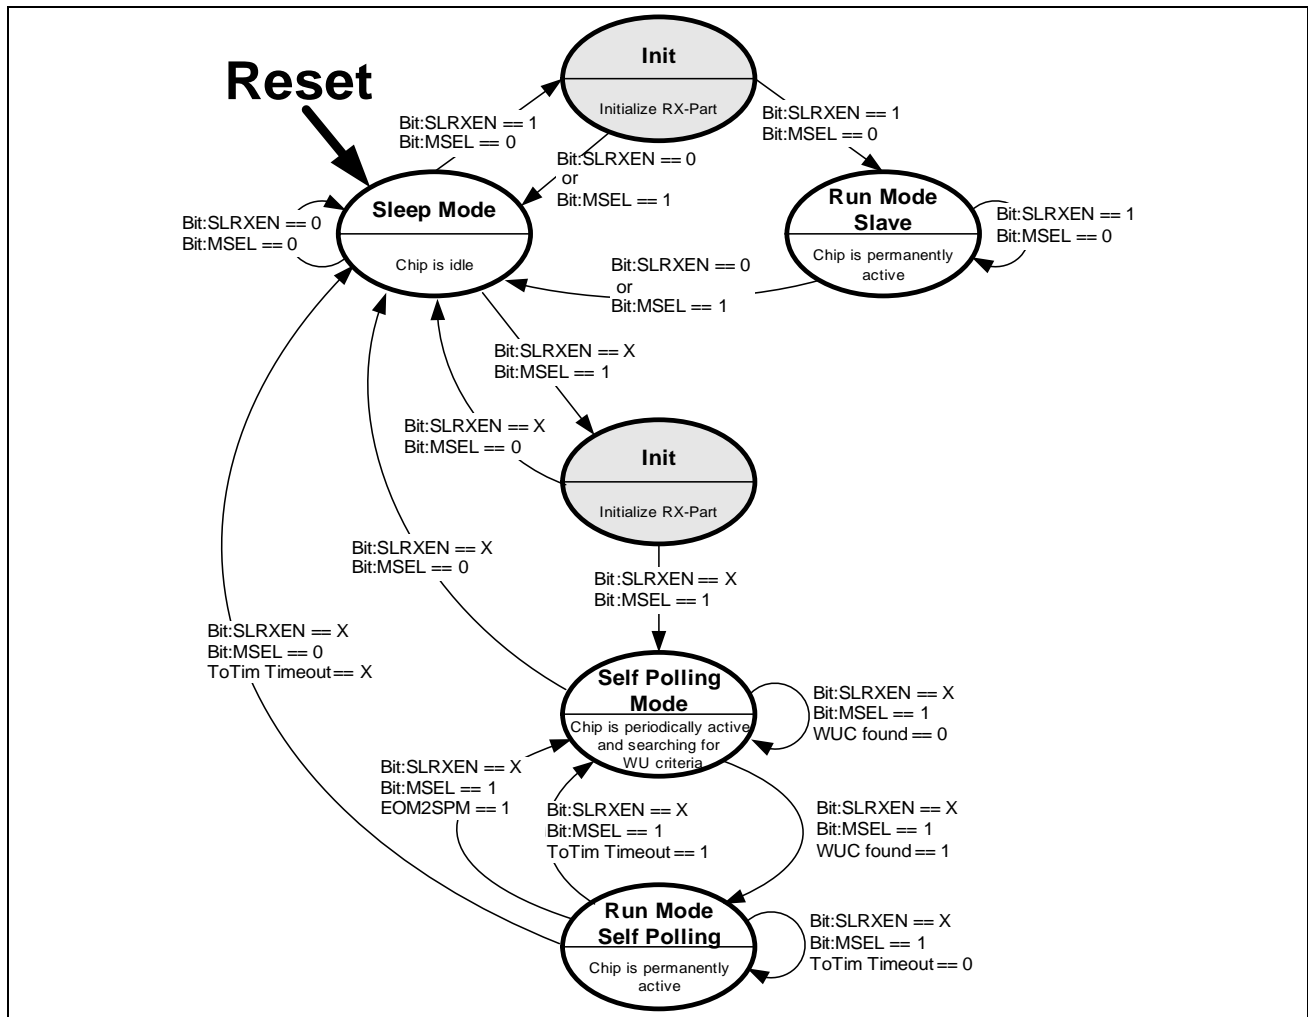 Init
Initialize RX-Part
Reset
Bit:SLRXEN == 1
Bit:MSEL == 0
Bit:SLRXEN == 1
Bit:MSEL == 0
Bit:SLRXEN == 0
or
Bit:MSEL == 1
Sleep Mode
Chip is idle
Bit:SLRXEN == 0
Bit:MSEL == 0
Run Mode
Slave
Chip is permanently
active
Bit:SLRXEN == 1
Bit:MSEL == 0
Bit:SLRXEN == 0
or
Bit:MSEL == 1
Bit:SLRXEN == X
Bit:MSEL == 1
Bit:SLRXEN == X
Bit:MSEL == 0
Init
Initialize RX-Part
Bit:SLRXEN == X
Bit:MSEL == 0
Bit:SLRXEN == X
Bit:MSEL == 1
Bit:SLRXEN == X
Bit:MSEL == 0
ToTim Timeout == X
Self Polling
Mode
Chip is periodically active
and searching for
WU criteria
Bit:SLRXEN == X
Bit:MSEL == 1
WUC found == 0
Bit:SLRXEN == X
Bit:MSEL == 1
EOM2SPM == 1
Bit:SLRXEN == X
Bit:MSEL == 1
ToTim Timeout == 1
Bit:SLRXEN == X
Bit:MSEL == 1
WUC found == 1
Run Mode
Self Polling
Chip is permanently
active
Bit:SLRXEN == X
Bit:MSEL == 1
ToTim Timeout == 0